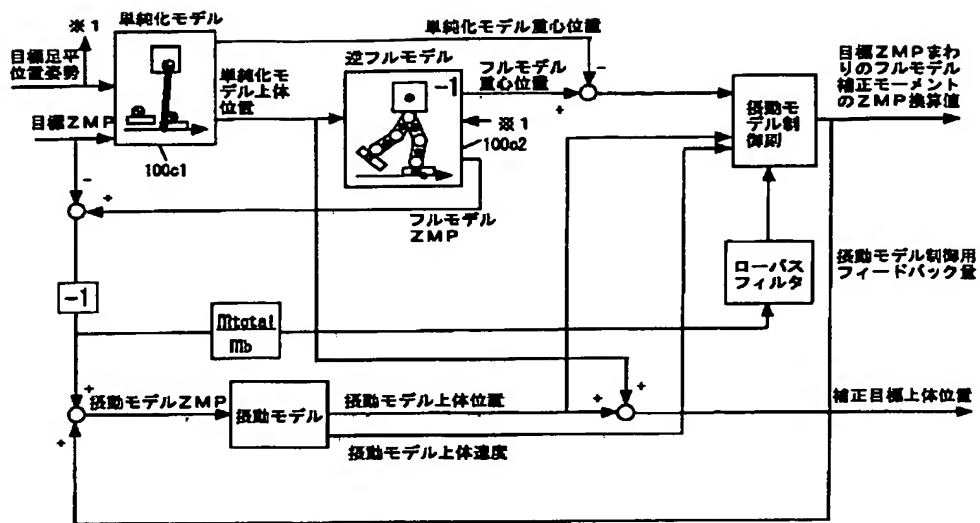 ※1
単純化モデル
目標足平
位置姿勢
目標ZMP
100c1
単純化モデル重心位置
単純化モ
デル上体
位置
逆フルモデル
-1
※1
100c2
フルモデル
重心位置
-
+
フルモデル
ZMP
摂動モ
デル制
御則
目標ZMPまわ
りのフルモデル
補正モーメント
のZMP換算値
-
+
-1
Mtotal
Mb
ローパス
フィルタ
摂動モデル制御用
フィードバック量
+
+
摂動モデルZMP
摂動モデル
摂動モデル上体位置
摂動モデル上体速度
+
+
補正目標上体位置